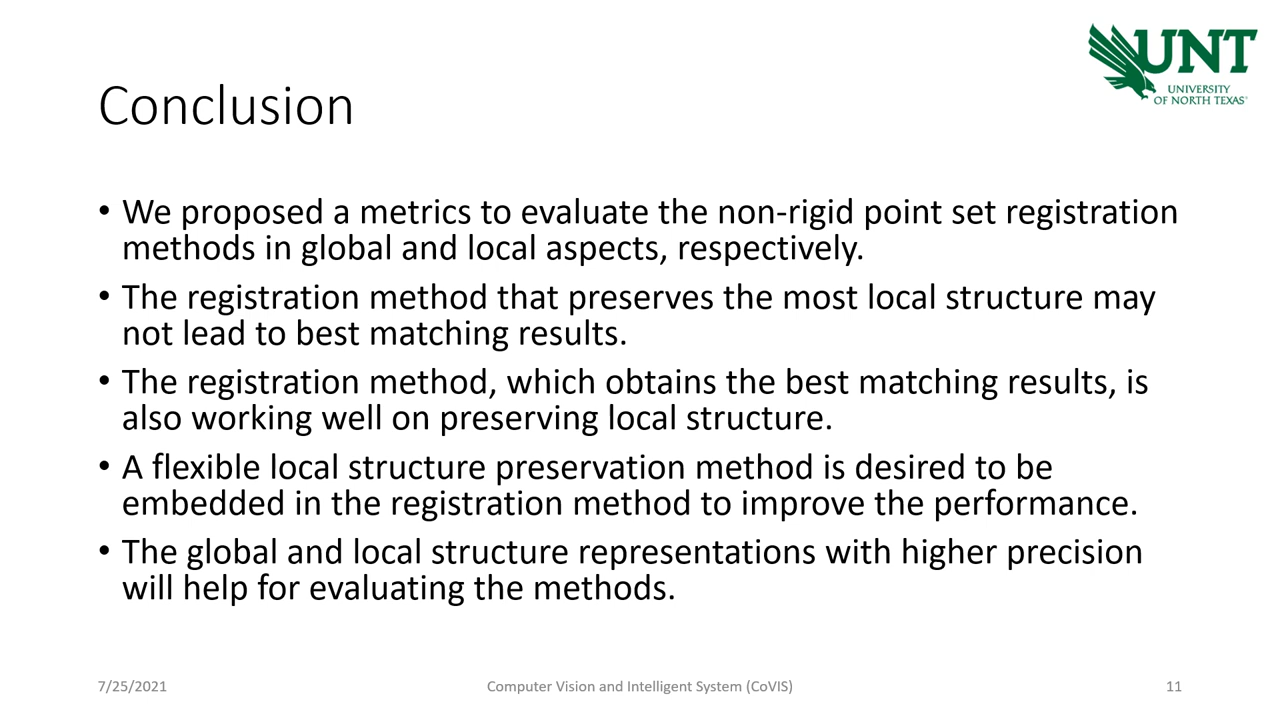 UNT
UNIVERSITY
OF NORTH TEXAS
Conclusion
• We proposed a metrics to evaluate the non-rigid point set registration
methods in global and local aspects, respectively.
• The registration method that preserves the most local structure may
not lead to best matching results.
• The registration method, which obtains the best matching results, is
also working well on preserving local structure.
• A flexible local structure preservation method is desired to be
embedded in the registration method to improve the performance.
• The global and local structure representations with higher precision
will help for evaluating the methods.
7/25/2021
Computer Vision and Intelligent System (CoVIS)
11